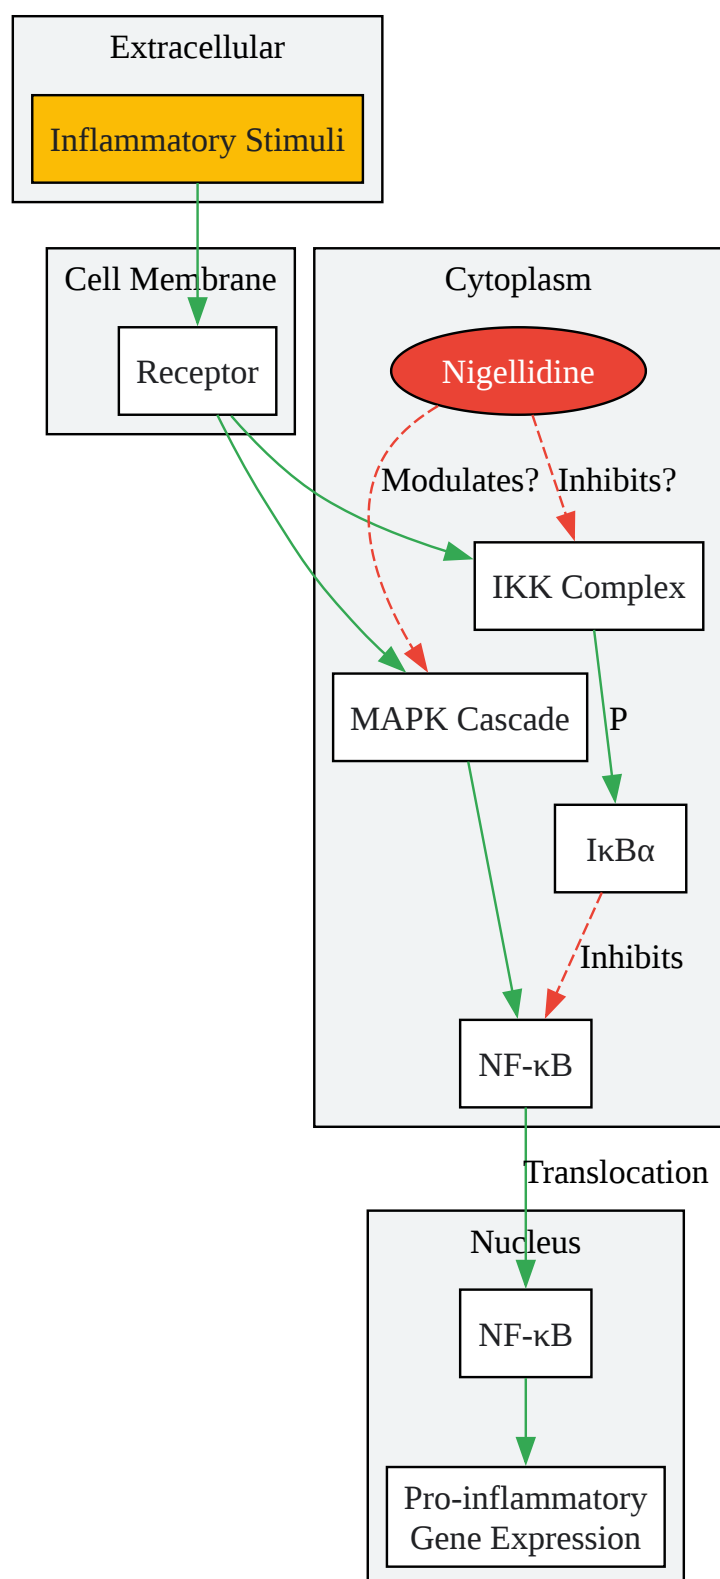 Extracellular
Inflammatory Stimuli
Cell Membrane
Cytoplasm
Receptor
Nigellidine
Modulates?
Inhibits?
IKK Complex
MAPK Cascade
P
IκBα
Inhibits
NF-κB
Translocation
Nucleus
NF-κB
Pro-inflammatory
Gene Expression